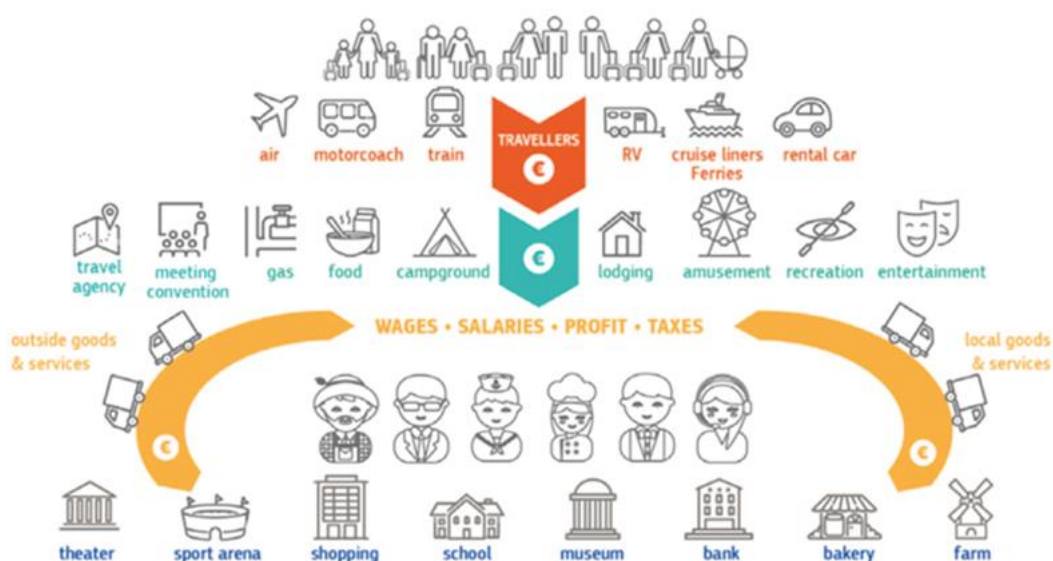 TRAVELLERS
€
air
motorcoach
train
RV
cruise liners
Ferries
rental car
€
travel
agency
meeting
convention
gas
food
campground
lodging
amusement
recreation
entertainment
WAGES • SALARIES • PROFIT • TAXES
outside goods
& services
local goods
& services
€
€
theater
sport arena
shopping
school
museum
bank
bakery
farm